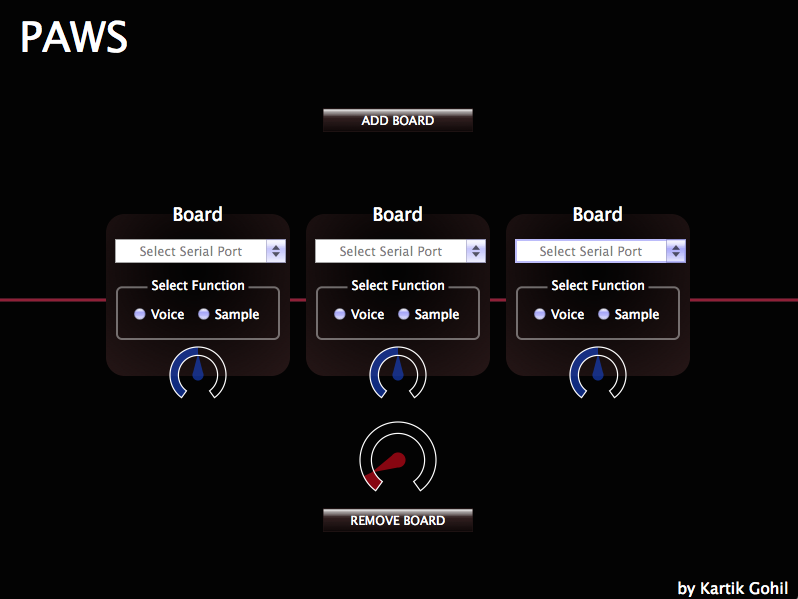 PAWS
ADD BOARD
Board Board Board
Select Serial Port Select Serial Port Select Serial Port
Select Function Select Function Select Function
Voice Sample Voice Sample Voice Sample
REMOVE BOARD
by Kartik Gohil